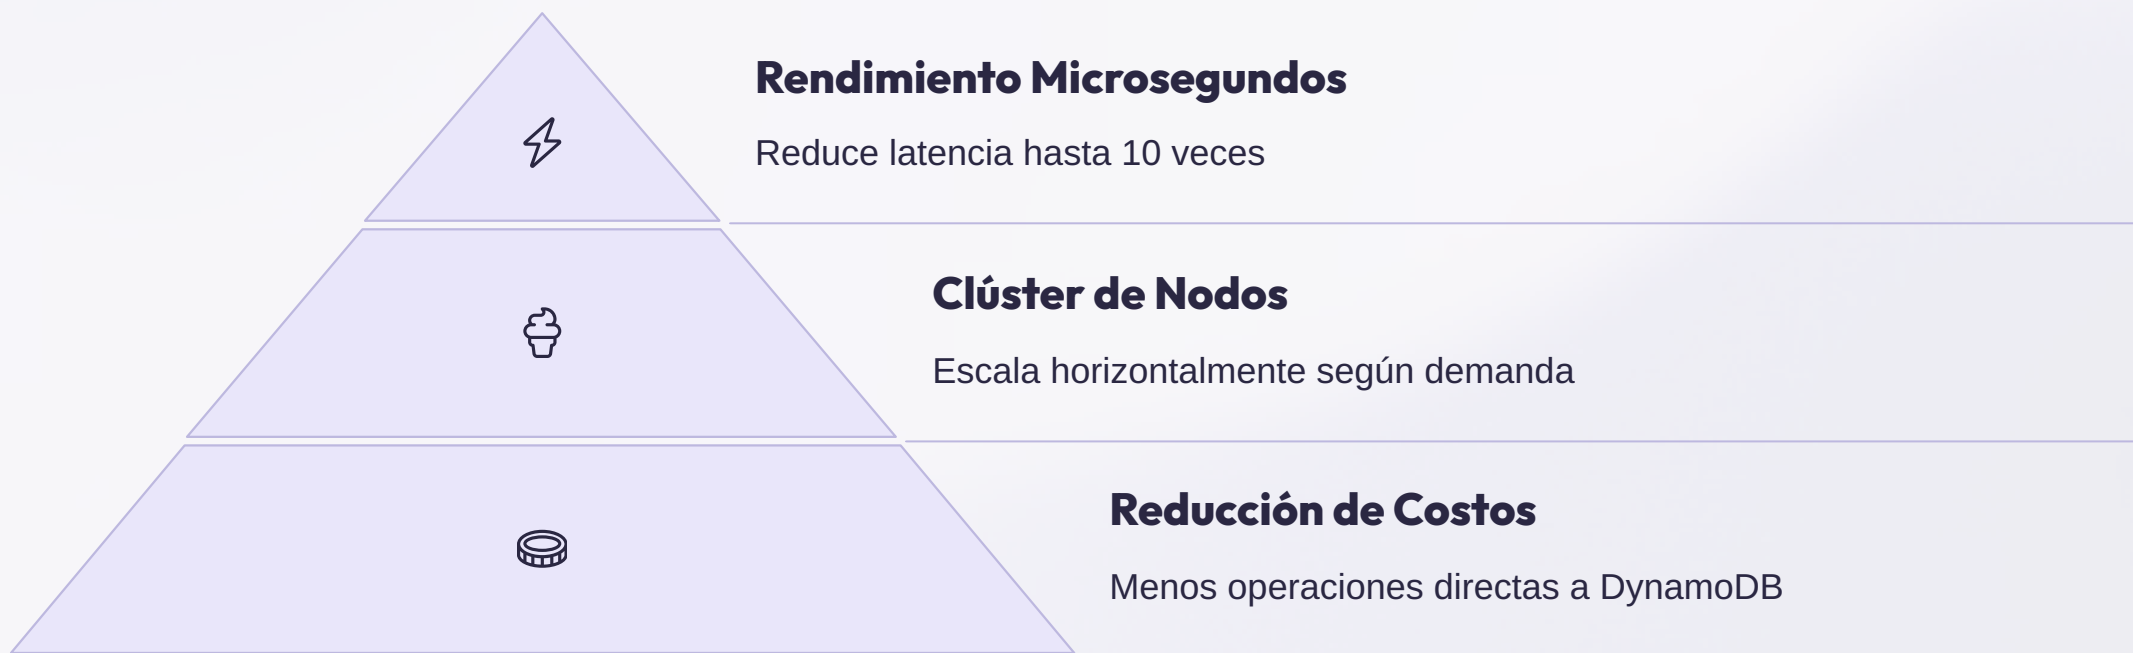 Rendimiento Microsegundos
Reduce latencia hasta 10 veces
Clúster de Nodos
Escala horizontalmente según demanda
Reducción de Costos
Menos operaciones directas a DynamoDB